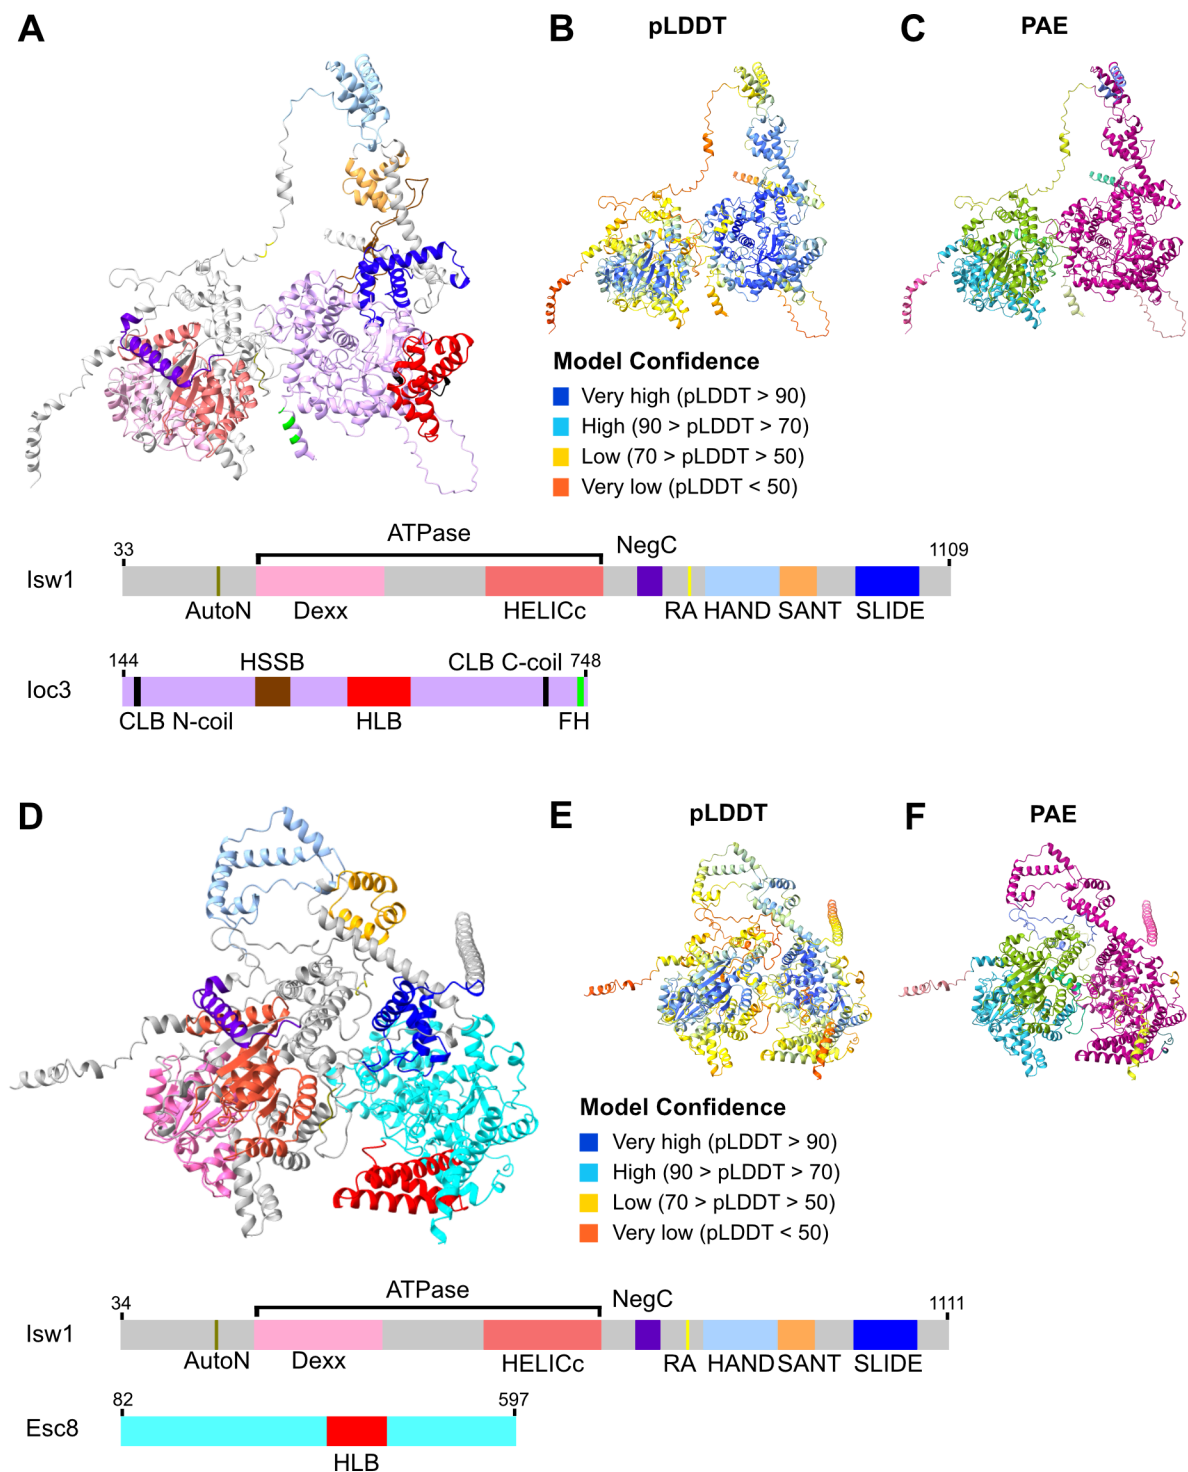 A
B pLDDT
C PAE
Model Confidence
Very high (pLDDT > 90)
High (90 > pLDDT > 70)
Low (70 > pLDDT > 50)
Very low (pLDDT < 50)
ATPase
33 NegC 1109
Isw1
AutoN Dexx HELICc RA HAND SANT SLIDE
144 HSSB CLB C-coil 748
Ioc3
CLB N-coil HLB FH
D
E pLDDT
F PAE
Model Confidence
Very high (pLDDT > 90)
High (90 > pLDDT > 70)
Low (70 > pLDDT > 50)
Very low (pLDDT < 50)
ATPase
34 NegC 1111
Isw1
AutoN Dexx HELICc RA HAND SANT SLIDE
82 597
Esc8
HLB